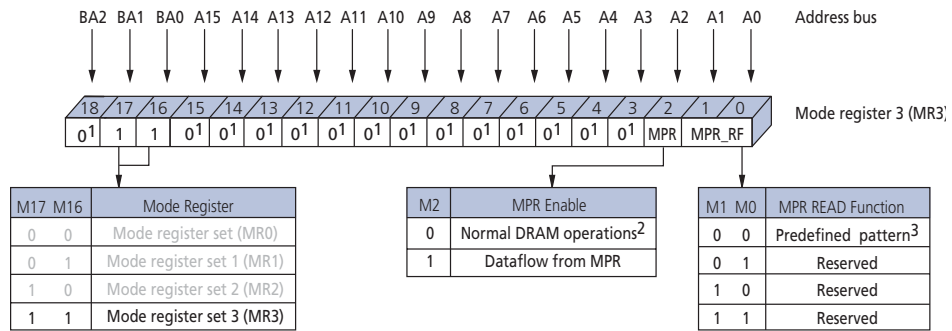 BA2 BA1 BA0 A15 A14 A13 A12 A11 A10 A9 A8 A7 A6 A5 A4 A3 A2 A1 A0 Address bus
18 17 16 15 14 13 12 11 10 9 8 7 6 5 4 3 2 1 0 Mode register 3 (MR3)
0¹ 1 1 0¹ 0¹ 0¹ 0¹ 0¹ 0¹ 0¹ 0¹ 0¹ 0¹ 0¹ 0¹ 0¹ MPR MPR_RF
M17 M16 Mode Register
0 0 Mode register set (MR0)
0 1 Mode register set 1 (MR1)
1 0 Mode register set 2 (MR2)
1 1 Mode register set 3 (MR3)
M2 MPR Enable
0 Normal DRAM operations²
1 Dataflow from MPR
M1 M0 MPR READ Function
0 0 Predefined pattern³
0 1 Reserved
1 0 Reserved
1 1 Reserved